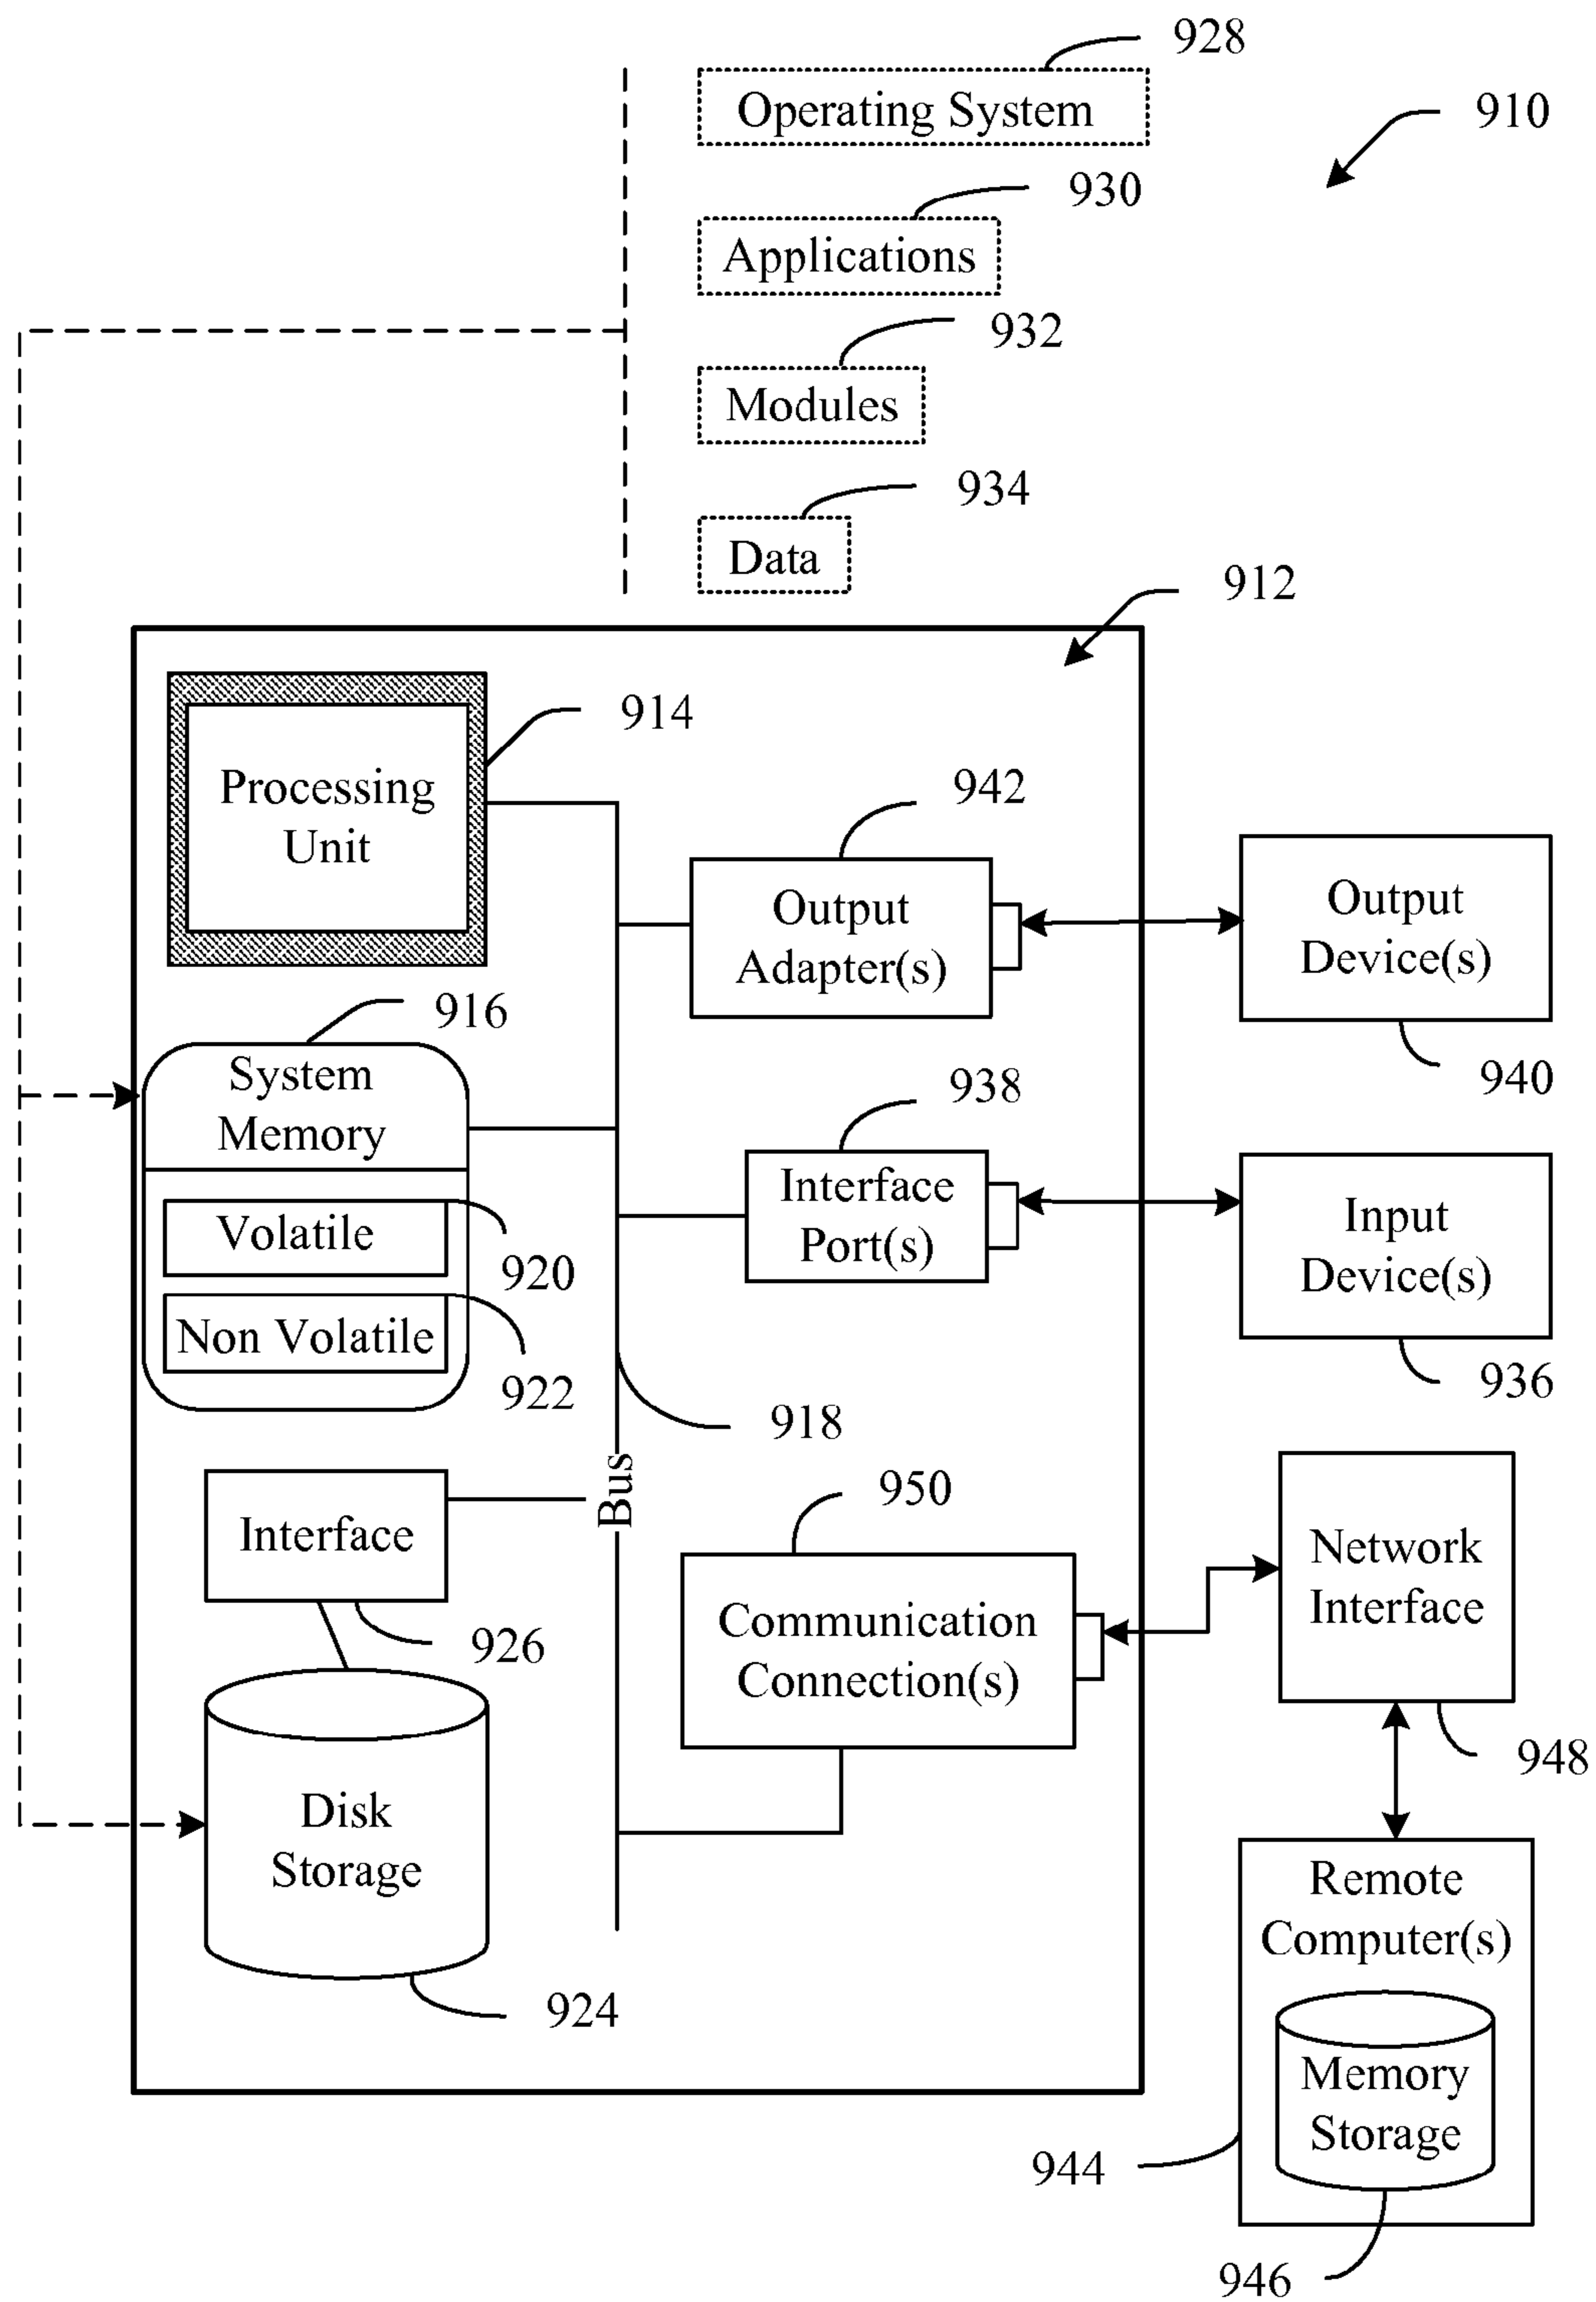 928
Operating System
910
930
Applications
932
Modules
934
Data
912
914
Processing
Unit
942
Output
Adapter(s)
Output
Device(s)
940
916
System
Memory
938
Interface
Port(s)
Input
Device(s)
936
Volatile
920
Non Volatile
922
918
Bus
950
Interface
926
Communication
Connection(s)
Network
Interface
948
Disk
Storage
924
Remote
Computer(s)
Memory
Storage
944
946